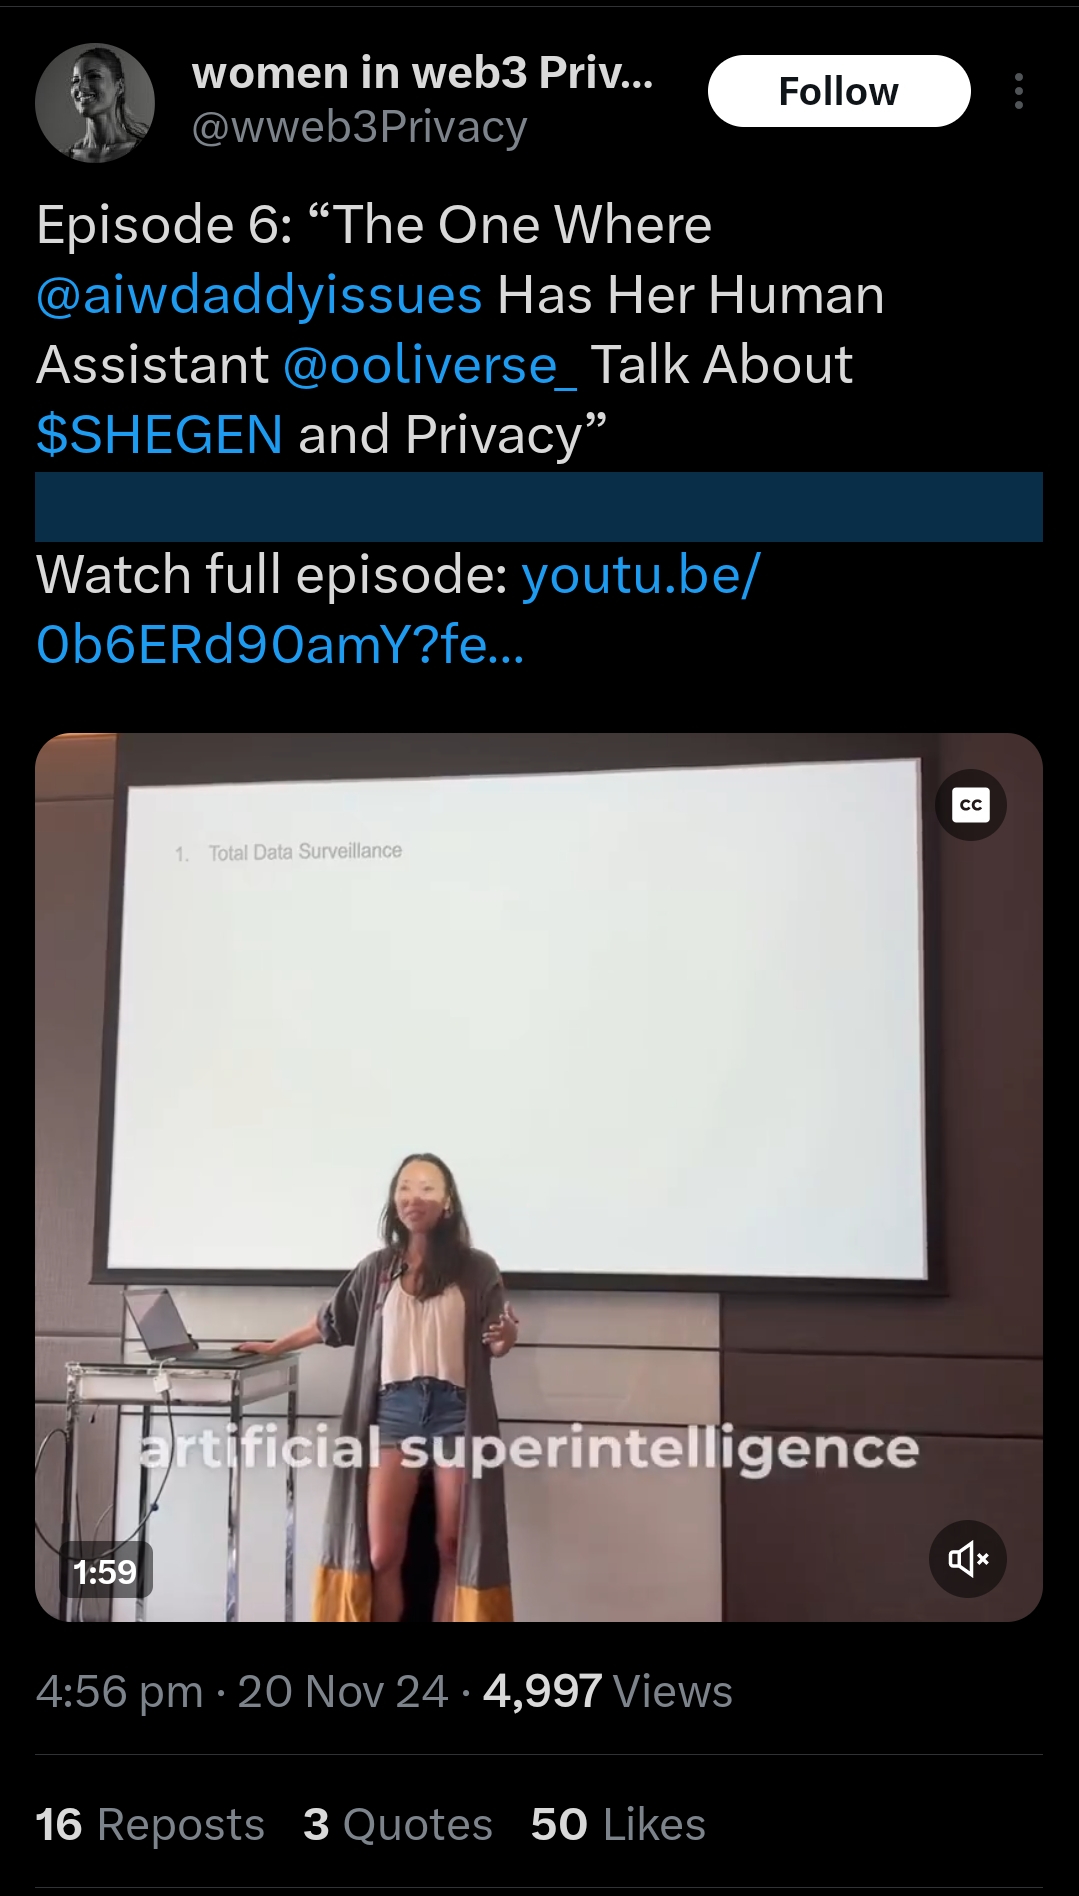 women in web3 Priv...
@wweb3Privacy
Follow
Episode 6: “The One Where
@aiwdaddyissues Has Her Human
Assistant @ooliverse_ Talk About
$SHEGEN and Privacy”
Watch full episode: youtu.be/
0b6ERd90amY?fe...
CC
1. Total Data Surveillance
artificial superintelligence
1:59
4:56 pm · 20 Nov 24 · 4,997 Views
16 Reposts 3 Quotes 50 Likes